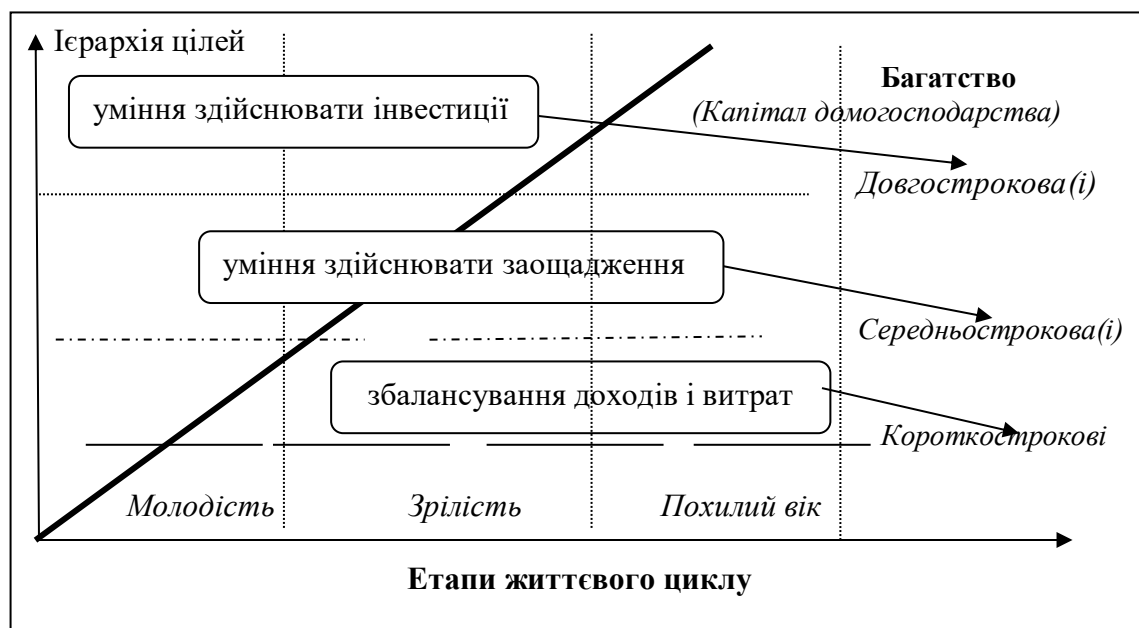 Ієрархія цілей
Багатство
уміння здійснювати інвестиції
(Капітал домогосподарства)
Довгострокова(і)
уміння здійснювати заощадження
Середньострокова(і)
збалансування доходів і витрат
Короткострокові
Молодість
Зрілість
Похилий вік
Етапи життєвого циклу